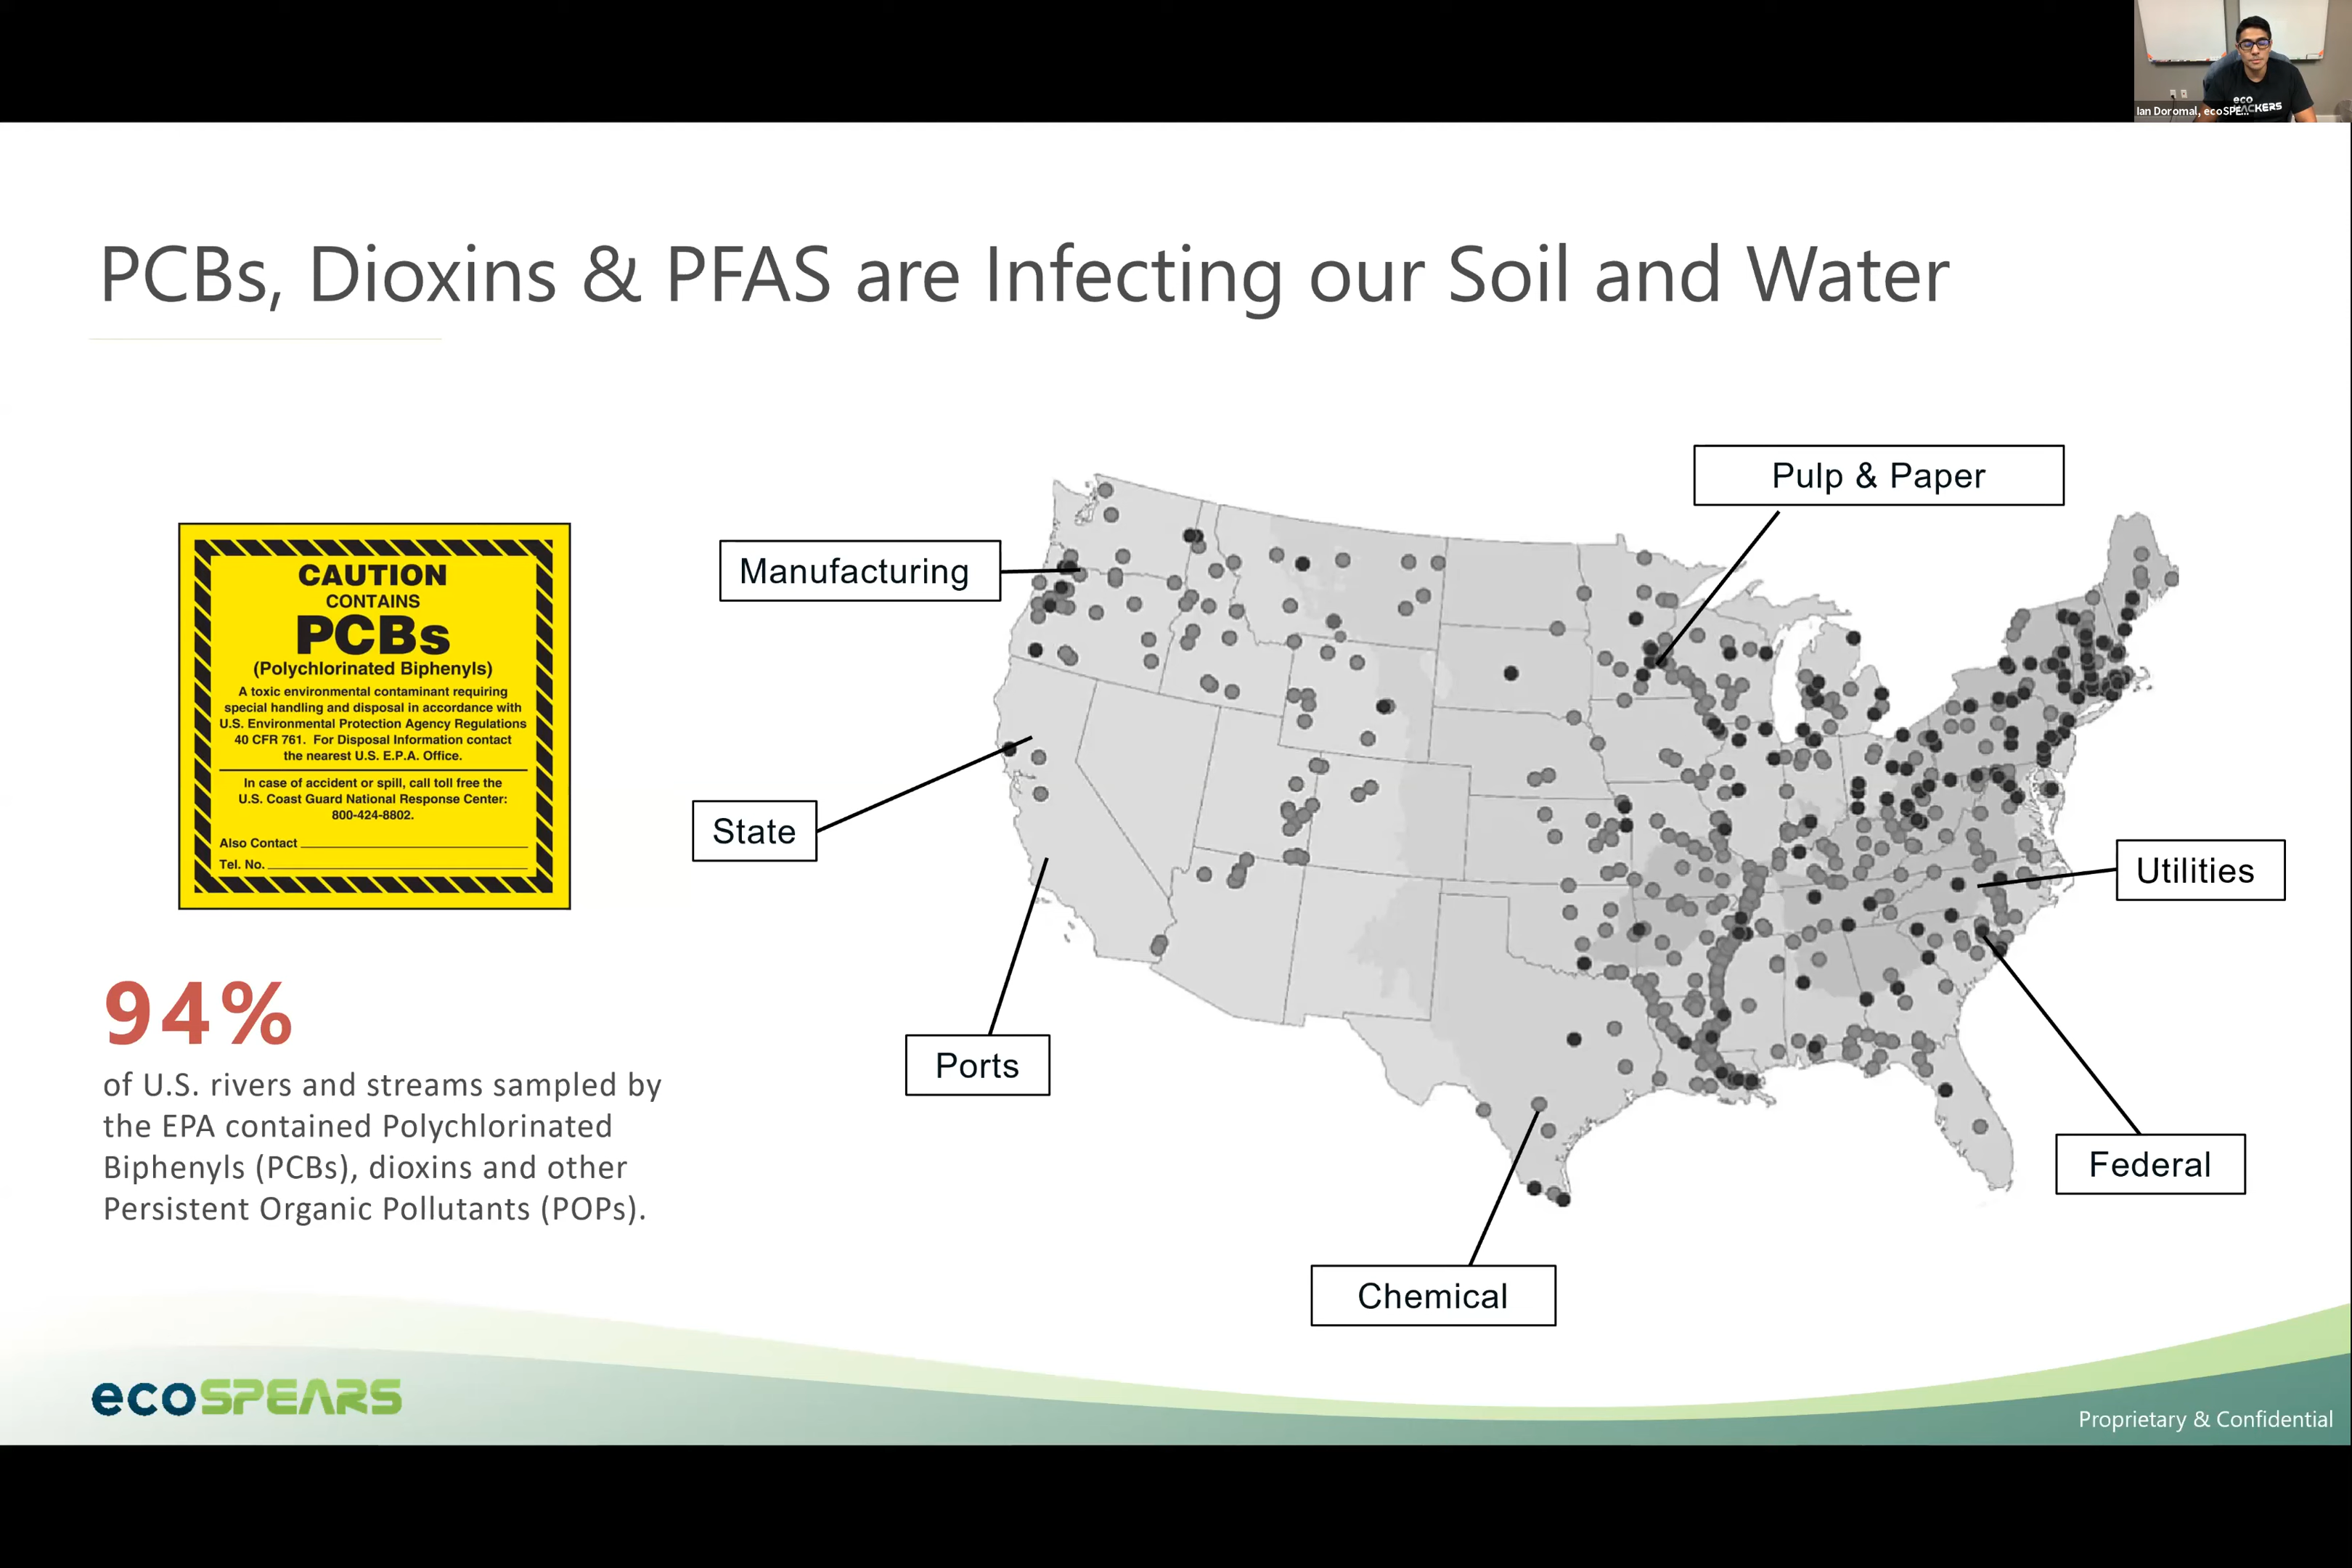 Ian Doromal, ecoSPE...
eco
ACKERS
PCBs, Dioxins & PFAS are Infecting our Soil and Water
Pulp & Paper
Manufacturing
State
Ports
Utilities
Federal
Chemical
CAUTION
CONTAINS
PCBs
(Polychlorinated Biphenyls)
A toxic environmental contaminant requiring
special handling and disposal in accordance with
U.S. Environmental Protection Agency Regulations
40 CFR 761. For Disposal Information contact
the nearest U.S. E.P.A. Office.
In case of accident or spill, call toll free the
U.S. Coast Guard National Response Center:
800-424-8802.
Also Contact
Tel. No.
94%
of U.S. rivers and streams sampled by
the EPA contained Polychlorinated
Biphenyls (PCBs), dioxins and other
Persistent Organic Pollutants (POPs).
ecoSPEARS
Proprietary & Confidential